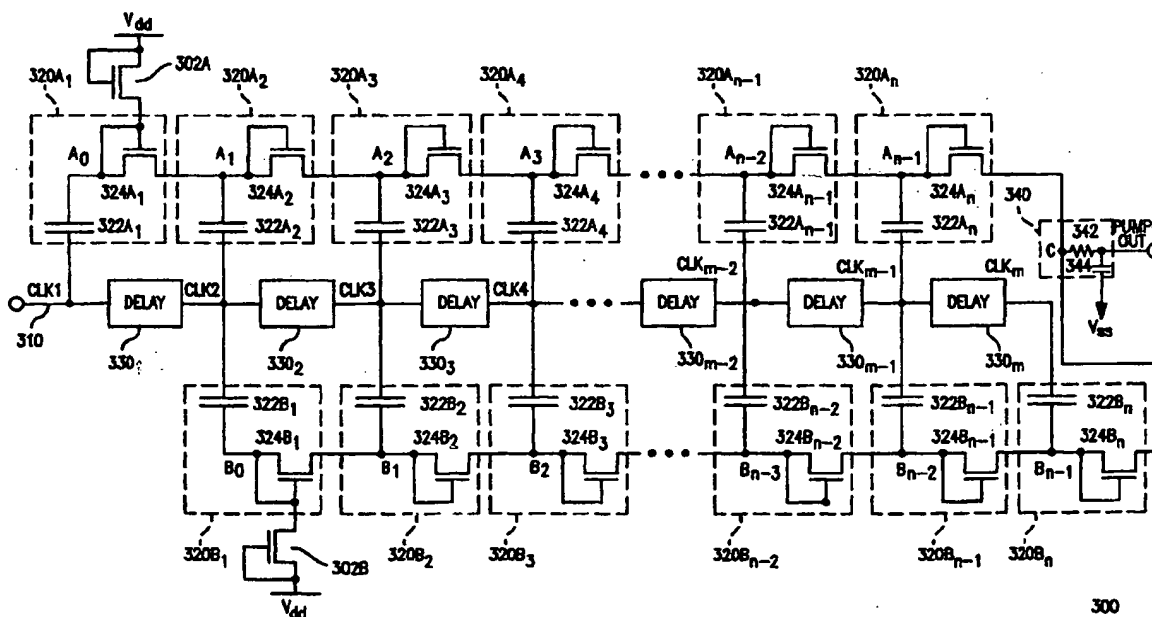 Vdd
302A
320A1
320A2
320A3
320A4
320An-1
320An
A0
A1
A2
A3
An-2
An-1
324A1
324A2
324A3
324A4
324An-1
324An
322A1
322A2
322A3
322A4
322An-1
322An
340
342
PUMP
OUT
C
344
Vss
CLK1
CLK2
CLK3
CLK4
CLKm-2
CLKm-1
CLKm
DELAY
DELAY
DELAY
DELAY
DELAY
DELAY
310
3301
3302
3303
330m-2
330m-1
330m
322B1
322B2
322B3
322Bn-2
322Bn-1
322Bn
324B1
324B2
324B3
324Bn-2
324Bn-1
324Bn
B0
B1
B2
Bn-3
Bn-2
Bn-1
320B1
302B
320B2
320B3
320Bn-2
320Bn-1
320Bn
Vdd
300